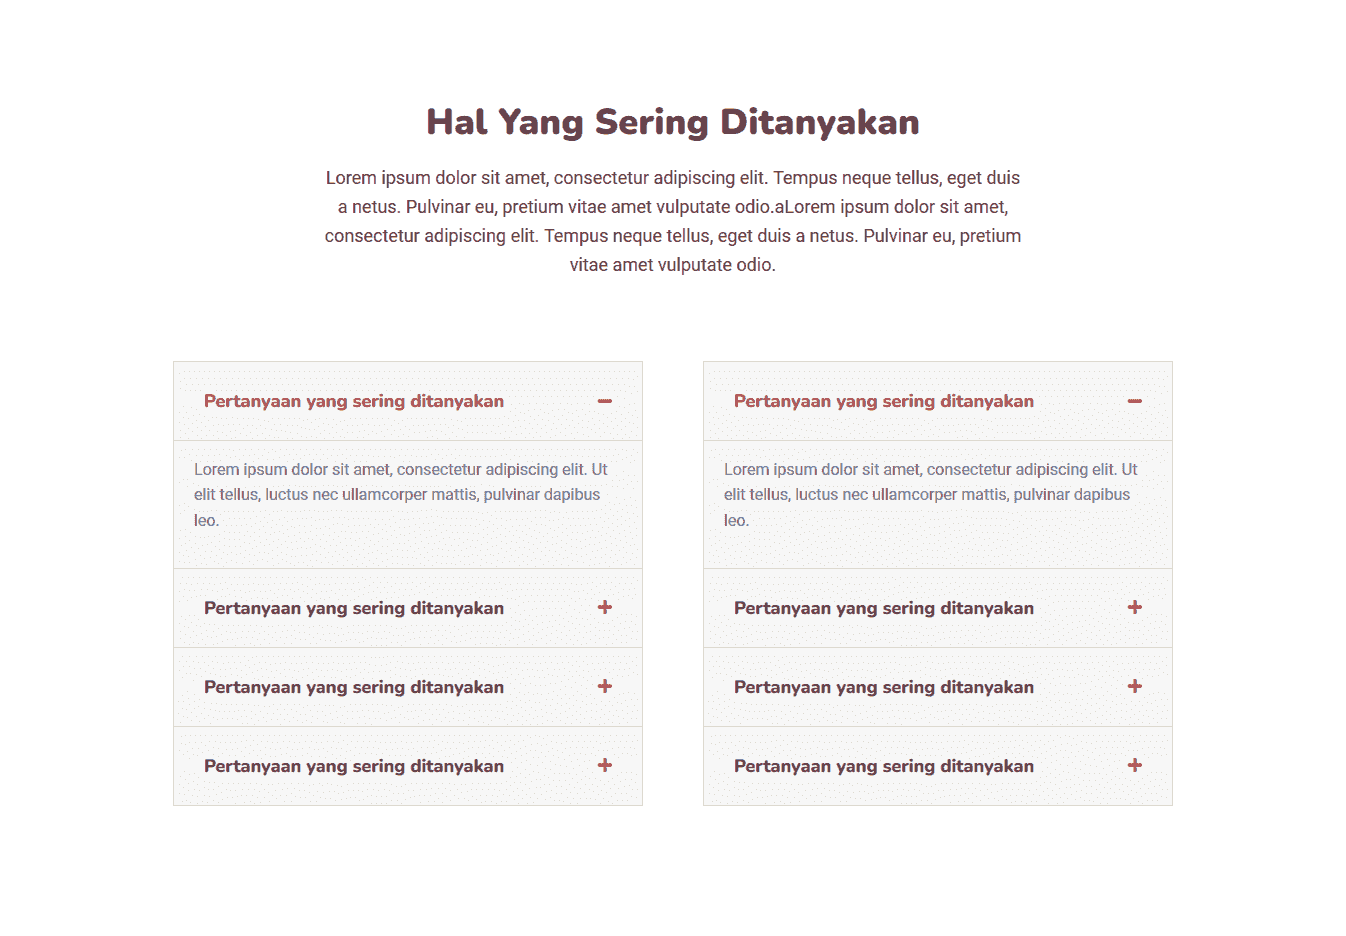 Hal Yang Sering Ditanyakan
Lorem ipsum dolor sit amet, consectetur adipiscing elit. Tempus neque tellus, eget duis
a netus. Pulvinar eu, pretium vitae amet vulputate odio.aLorem ipsum dolor sit amet,
consectetur adipiscing elit. Tempus neque tellus, eget duis a netus. Pulvinar eu, pretium
vitae amet vulputate odio.
Pertanyaan yang sering ditanyakan
Lorem ipsum dolor sit amet, consectetur adipiscing elit. Ut
elit tellus, luctus nec ullamcorper mattis, pulvinar dapibus
leo.
Pertanyaan yang sering ditanyakan
Pertanyaan yang sering ditanyakan
Pertanyaan yang sering ditanyakan
Pertanyaan yang sering ditanyakan
Lorem ipsum dolor sit amet, consectetur adipiscing elit. Ut
elit tellus, luctus nec ullamcorper mattis, pulvinar dapibus
leo.
Pertanyaan yang sering ditanyakan
Pertanyaan yang sering ditanyakan
Pertanyaan yang sering ditanyakan